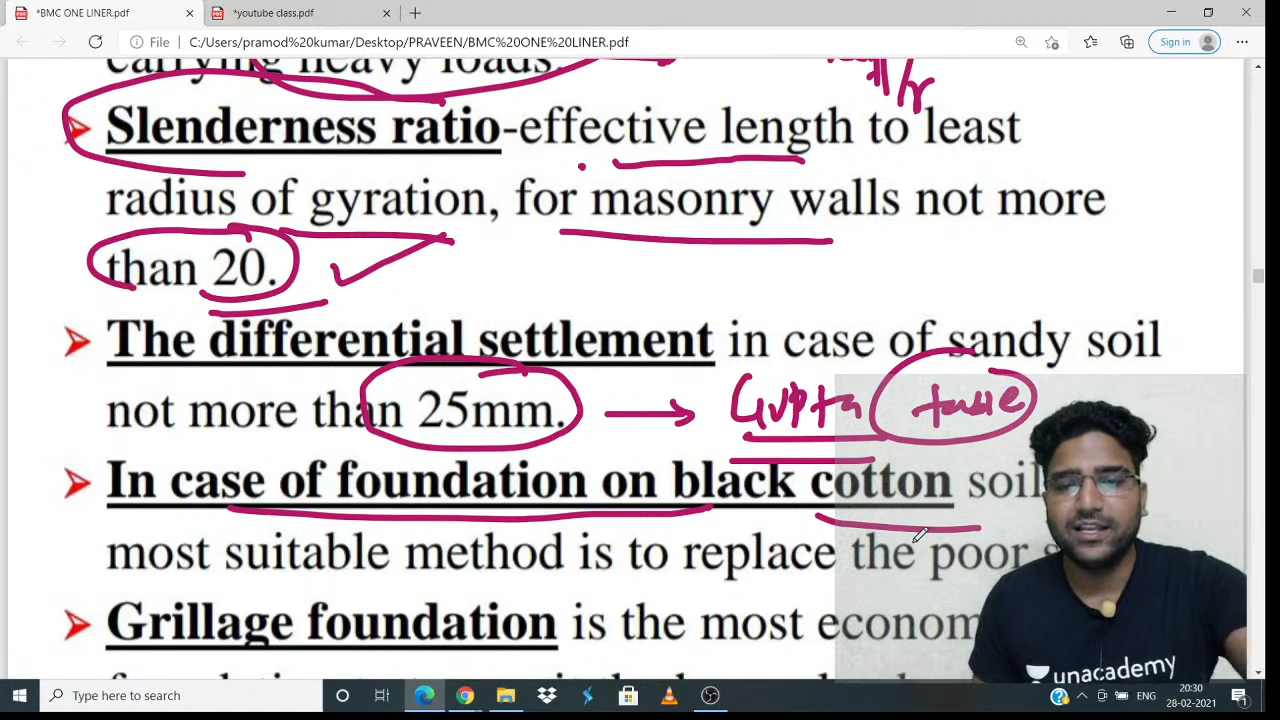 *BMC ONE LINER.pdf
*youtube class.pdf
File C:/Users/pramod%20kumar/Desktop/PRAVEEN/BMC%20ONE%20LINER.pdf
Sign in
carrying heavy loads.
Slenderness ratio-effective length to least
radius of gyration, for masonry walls not more
than 20.
The differential settlement in case of sandy soil
not more than 25mm.
Gupta
In case of foundation on black cotton soil
most suitable method is to replace the poor
Grillage foundation is the most econom
unacademy
Type here to search
ENG
20:30
28-02-2021